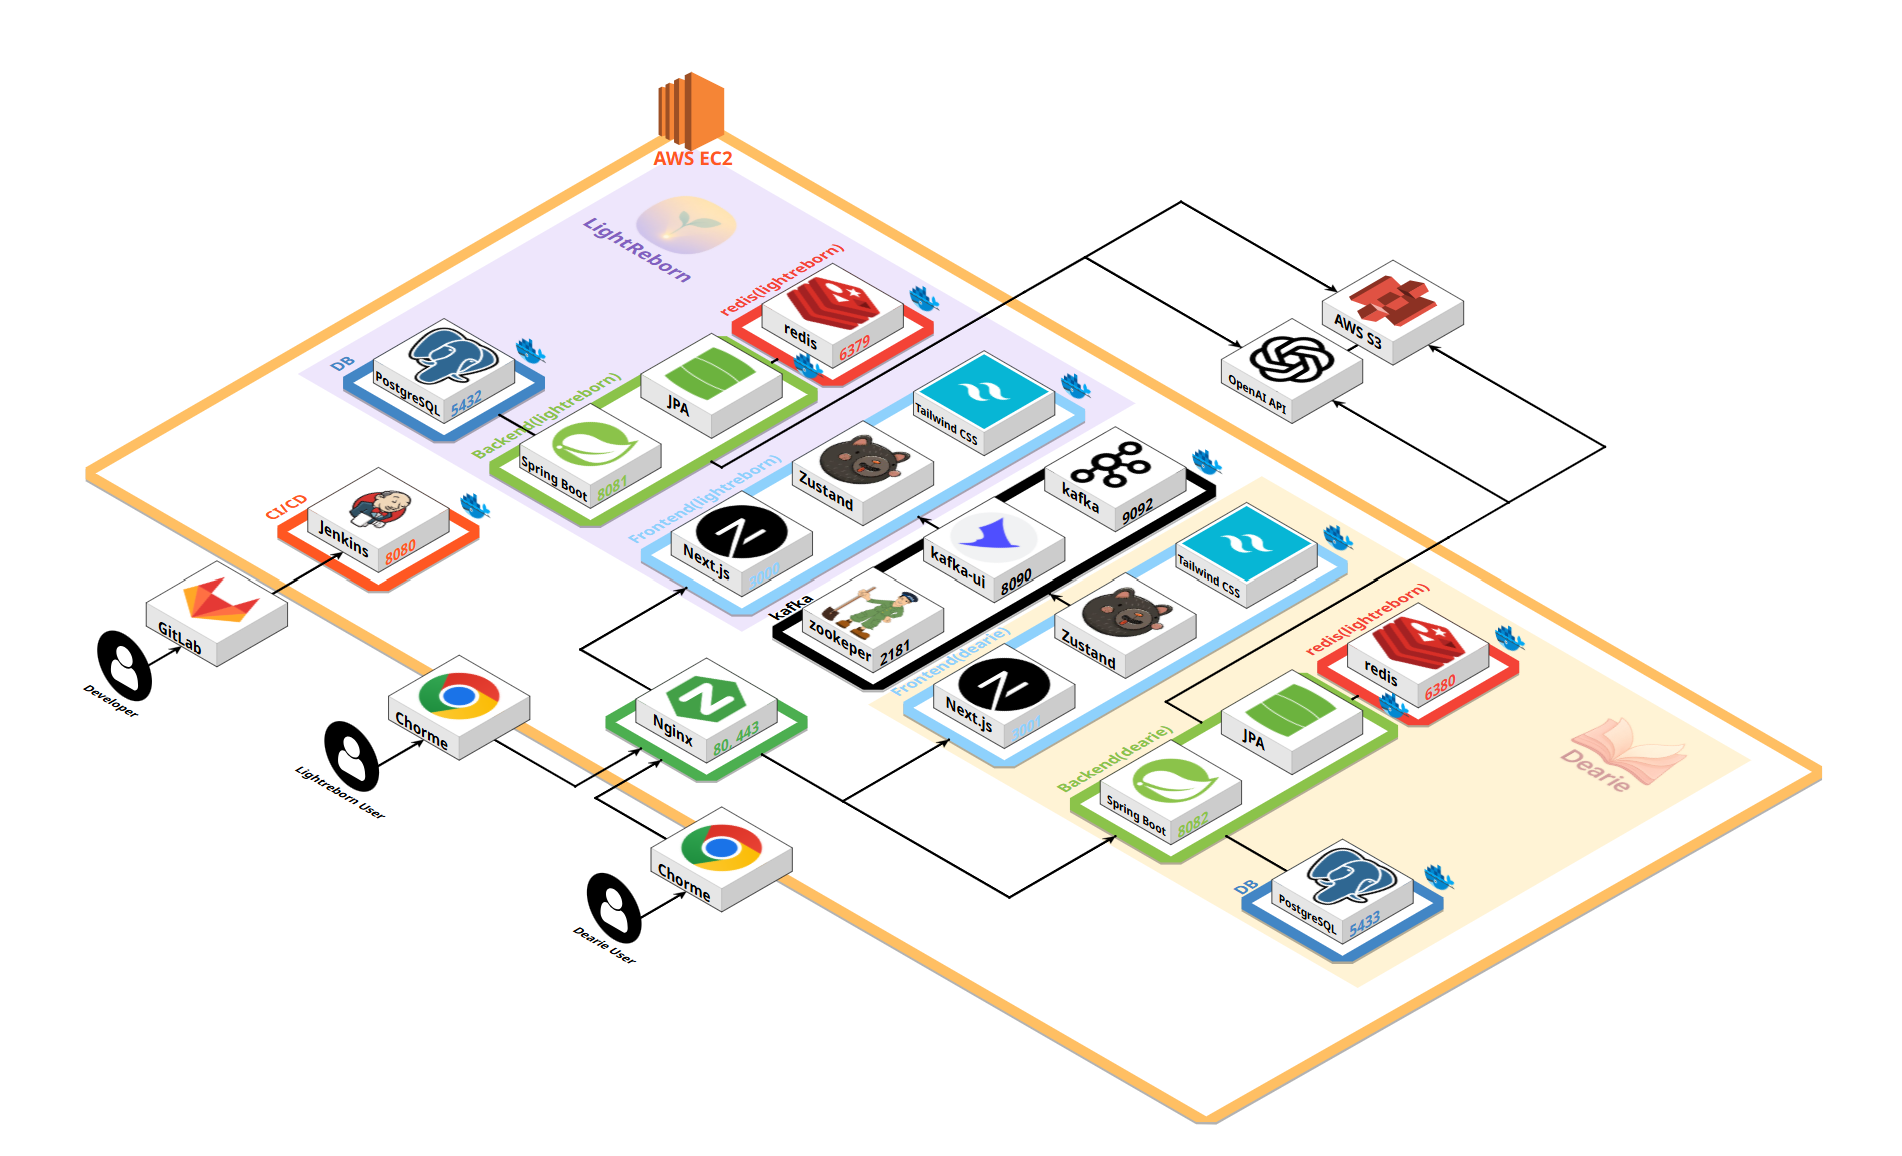 AWS EC2
LightReborn
redis(lightreborn)
redis
6379
DB
PostgreSQL
5432
Backend(lightreborn)
JPA
Spring Boot
8081
Frontend(lightreborn)
Tailwind CSS
Zustand
Next.js
3000
AWS S3
OpenAI API
CI/CD
Jenkins
8080
GitLab
Developer
kafka
kafka
9092
kafka-ui
8090
zookeper
2181
Chorme
Lightreborn User
Nginx
80, 443
Chorme
Dearie User
Frontend(dearie)
Tailwind CSS
Zustand
Next.js
3001
redis(lightreborn)
redis
6380
Backend(dearie)
JPA
Spring Boot
8082
Dearie
DB
PostgreSQL
5433